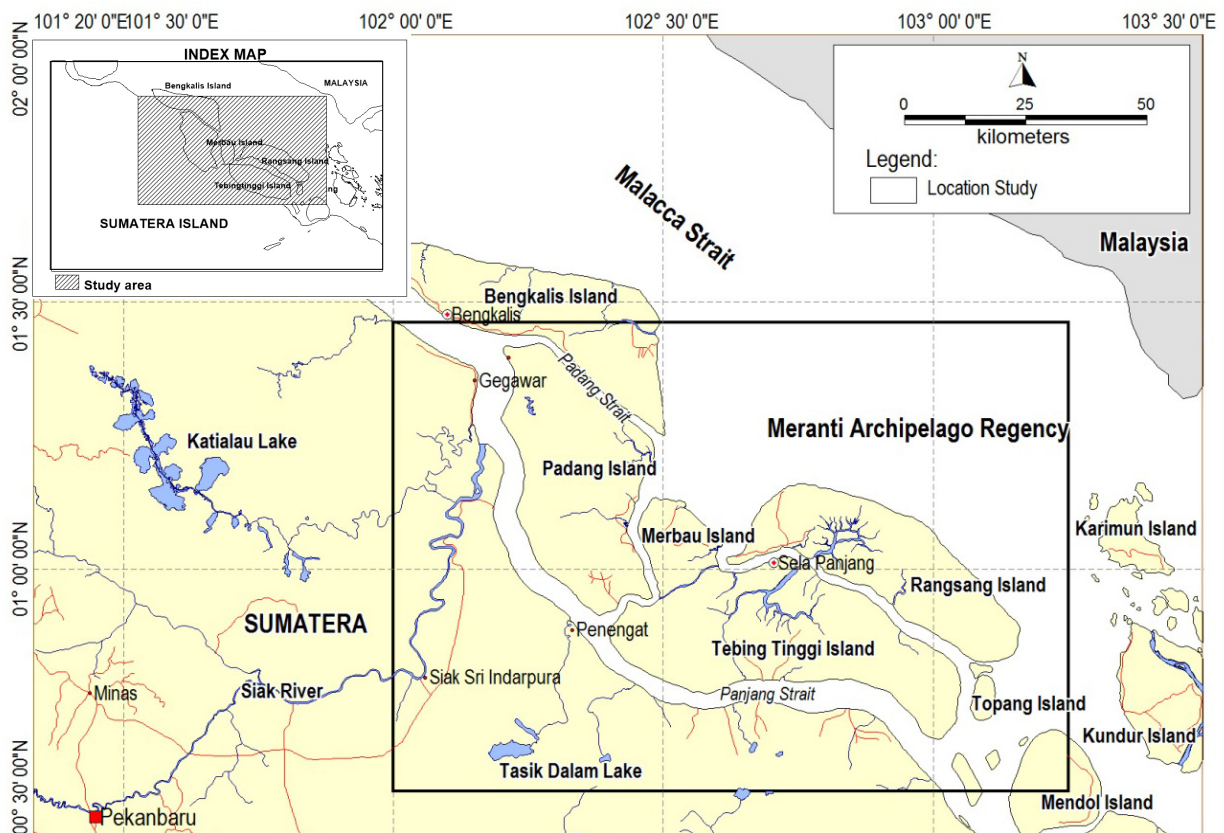 101° 20' 0"E
101° 30' 0"E
102° 00' 0"E
102° 30' 0"E
103° 00' 0"E
103° 30' 0"E
02° 00' 00"N
01° 30' 00"N
01° 00' 00"N
00° 30' 00"N
INDEX MAP
MALAYSIA
Bengkalis Island
Merbau Island
Rangsang Island
Tebingtinggi Island
ng
SUMATERA ISLAND
Study area
N
0 25 50
kilometers
Legend:
Location Study
Malacca Strait
Malaysia
Bengkalis Island
Bengkalis
Gegawar
Padang Strait
Meranti Archipelago Regency
Katialau Lake
Padang Island
Merbau Island
Karimun Island
Sela Panjang
Rangsang Island
SUMATERA
Penengat
Tebing Tinggi Island
Siak Sri Indarpura
Minas
Siak River
Panjang Strait
Topang Island
Kundur Island
Tasik Dalam Lake
Mendol Island
Pekanbaru